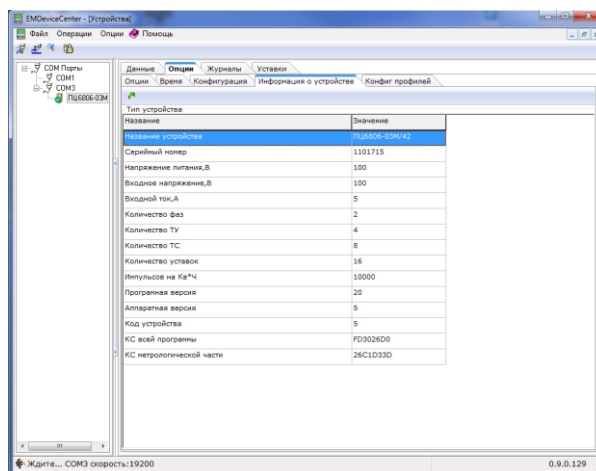 EMDeviceCenter - [Устройства]
Файл Операции Опции Помощь
COM Порты
COM1
COM3
ПЦ6806-03М
Данные Опции Журналы Уставки
Опции Время Конфигурация Информация о устройстве Конфиг профилей
Тип устройства
Название Значение
Название устройства ПЦ6806-03М/42
Серийный номер 1101715
Напряжение питания,В 100
Входное напряжение,В 100
Входной ток,А 5
Количество фаз 2
Количество ТУ 4
Количество ТС 8
Количество уставок 16
Импульсов на Кв*Ч 10000
Програмная версия 20
Аппаратная версия 5
Код устройства 5
КС всей программы FD3026D0
КС метрологической части 26C1D33D
Ждите... COM3 скорость:19200 0.9.0.129